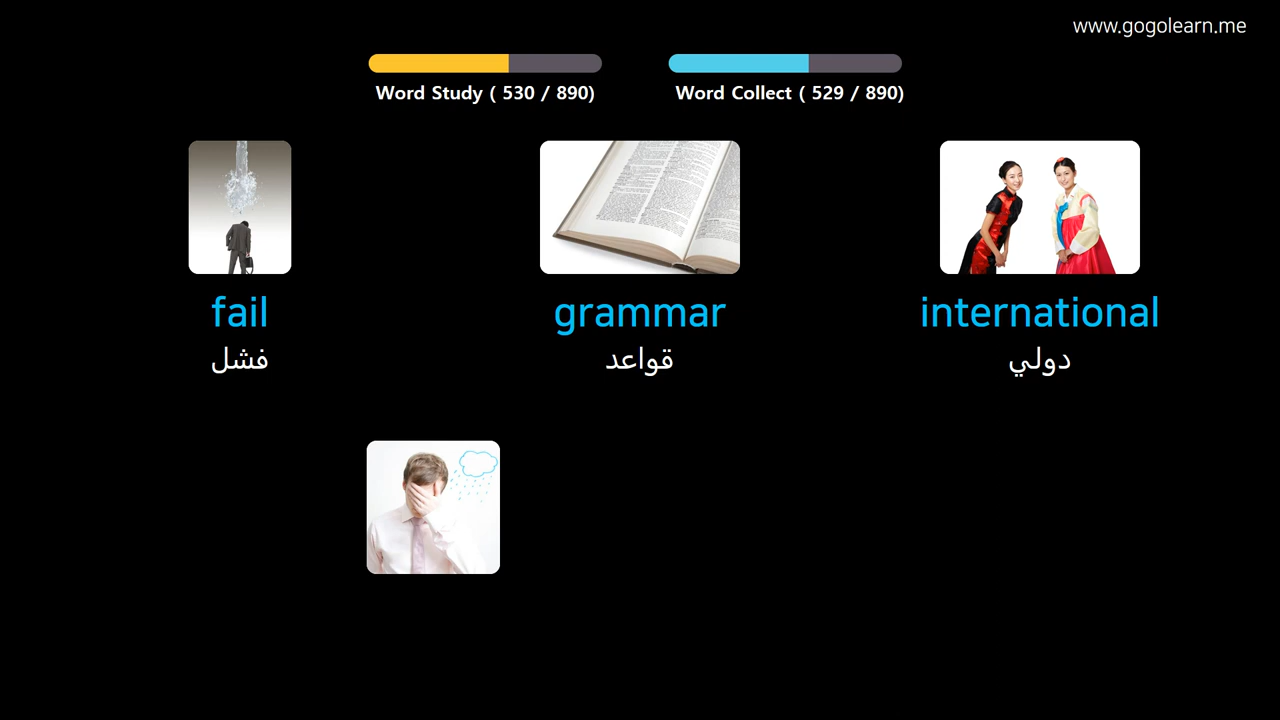 www.gogolearn.me
Word Study ( 530 / 890)
Word Collect ( 529 / 890)
fail
فشل
grammar
قواعد
international
دولي